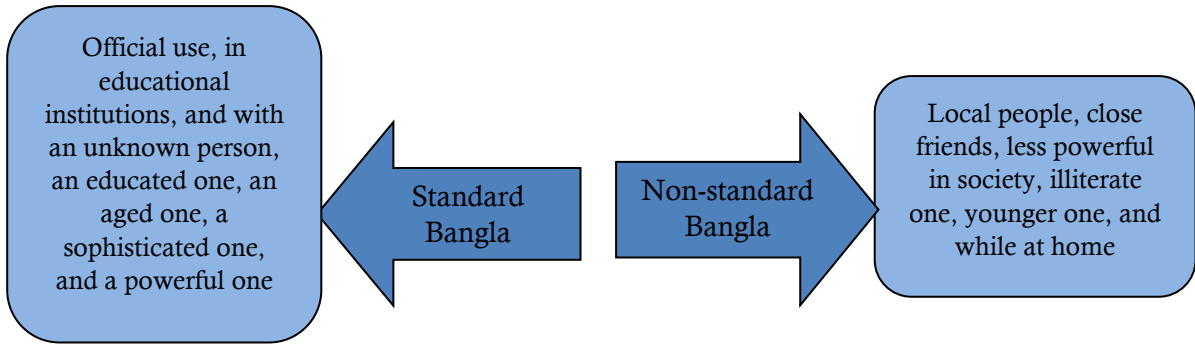 Official use, in
educational
institutions, and with
an unknown person,
an educated one, an
aged one, a
sophisticated one,
and a powerful one
Standard
Bangla
Non-standard
Bangla
Local people, close
friends, less powerful
in society, illiterate
one, younger one, and
while at home